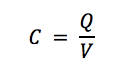 C = Q/V